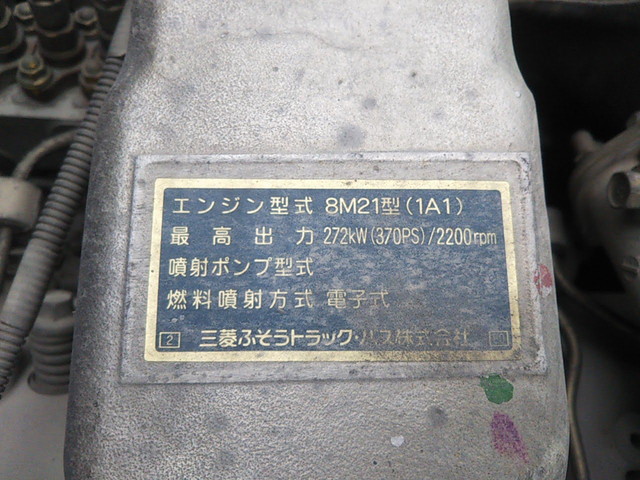 エンジン型式 8M21型(1A1)
最高出力 272kW(370PS)/2200rpm
噴射ポンプ型式
燃料噴射方式 電子式
2 三菱ふそうトラック・バス株式会社